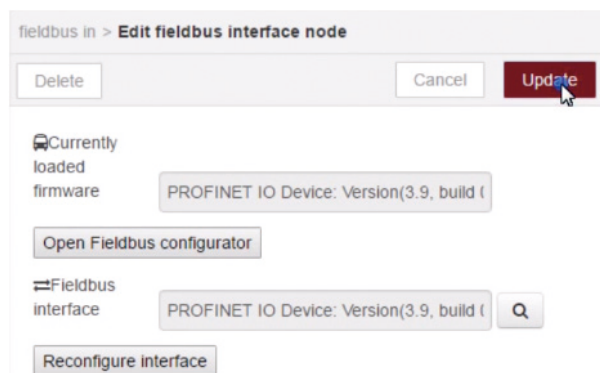 fieldbus in > Edit fieldbus interface node
Delete Cancel Update
Currently
loaded
firmware PROFINET IO Device: Version(3.9, build
Open Fieldbus configurator
Fieldbus
interface PROFINET IO Device: Version(3.9, build
Reconfigure interface